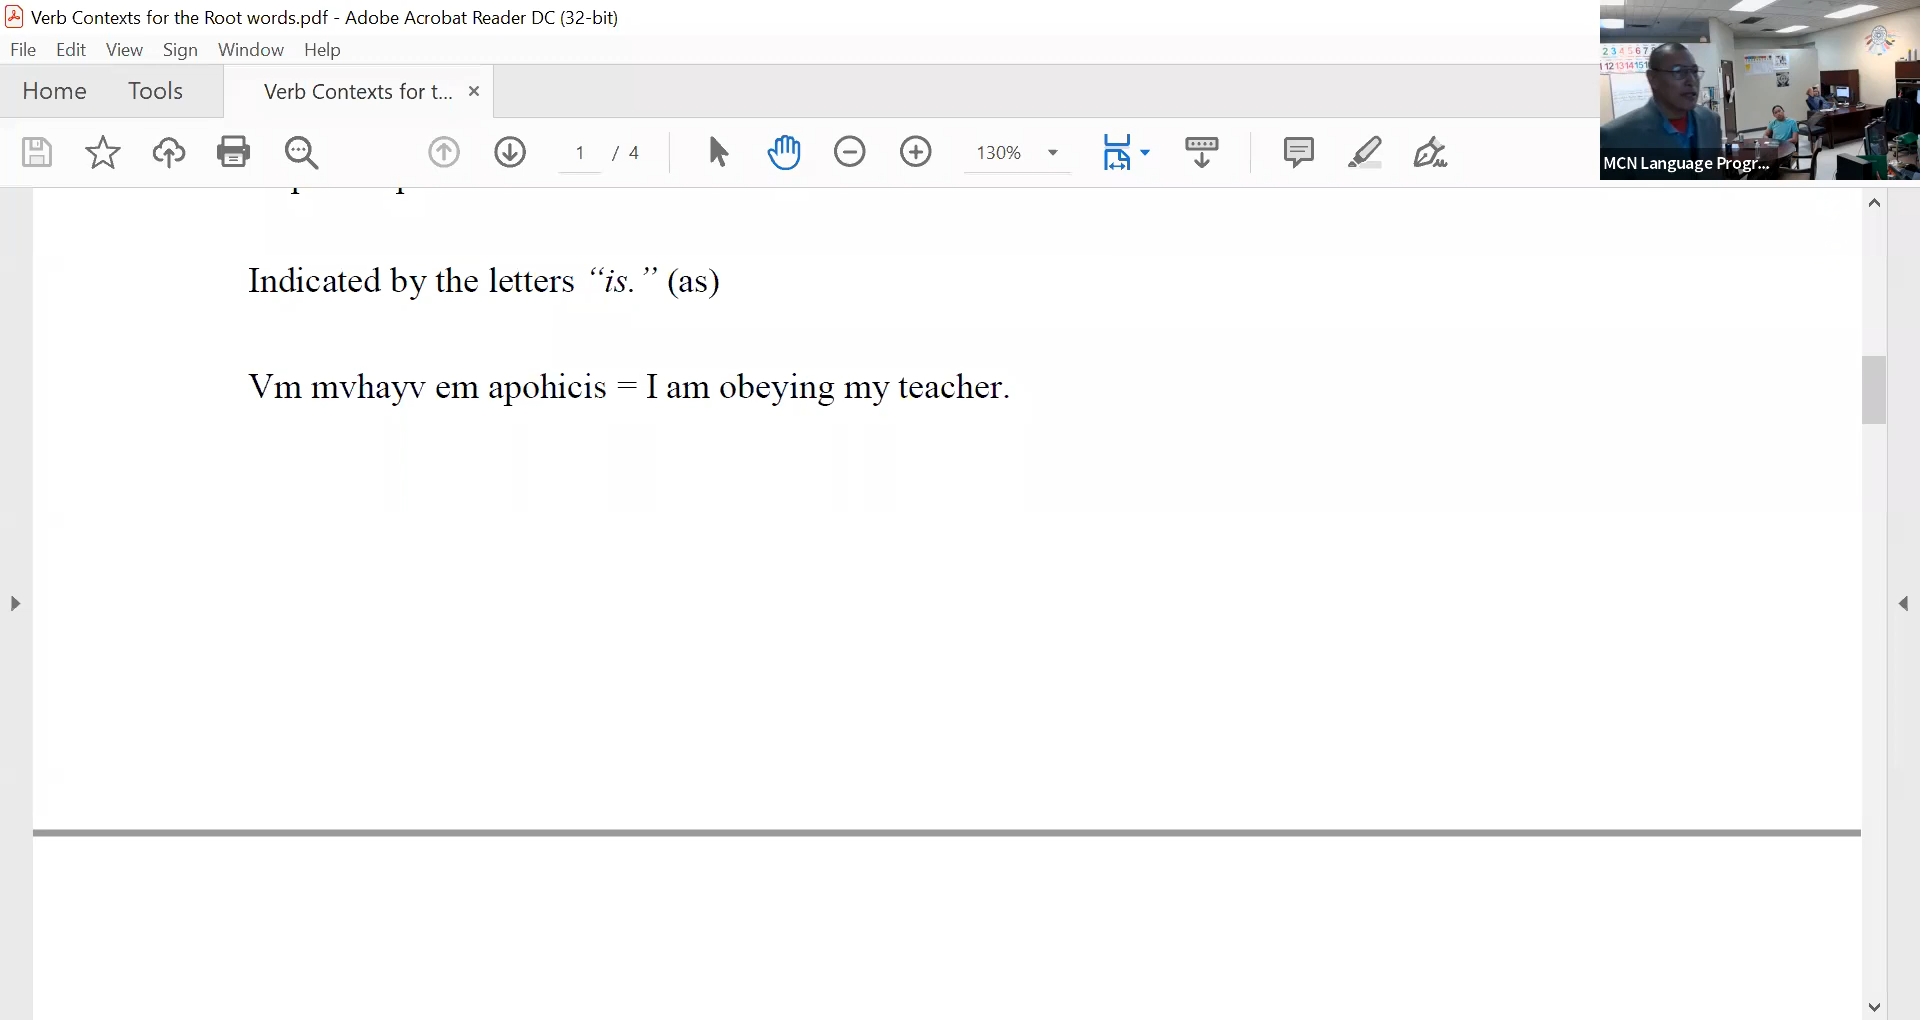 Verb Contexts for the Root words.pdf - Adobe Acrobat Reader DC (32-bit)
File Edit View Sign Window Help
Home Tools Verb Contexts for t... ×
1 / 4 130%
MCN Language Progr...
Indicated by the letters “is.” (as)
Vm mvhayv em apohicis = I am obeying my teacher.